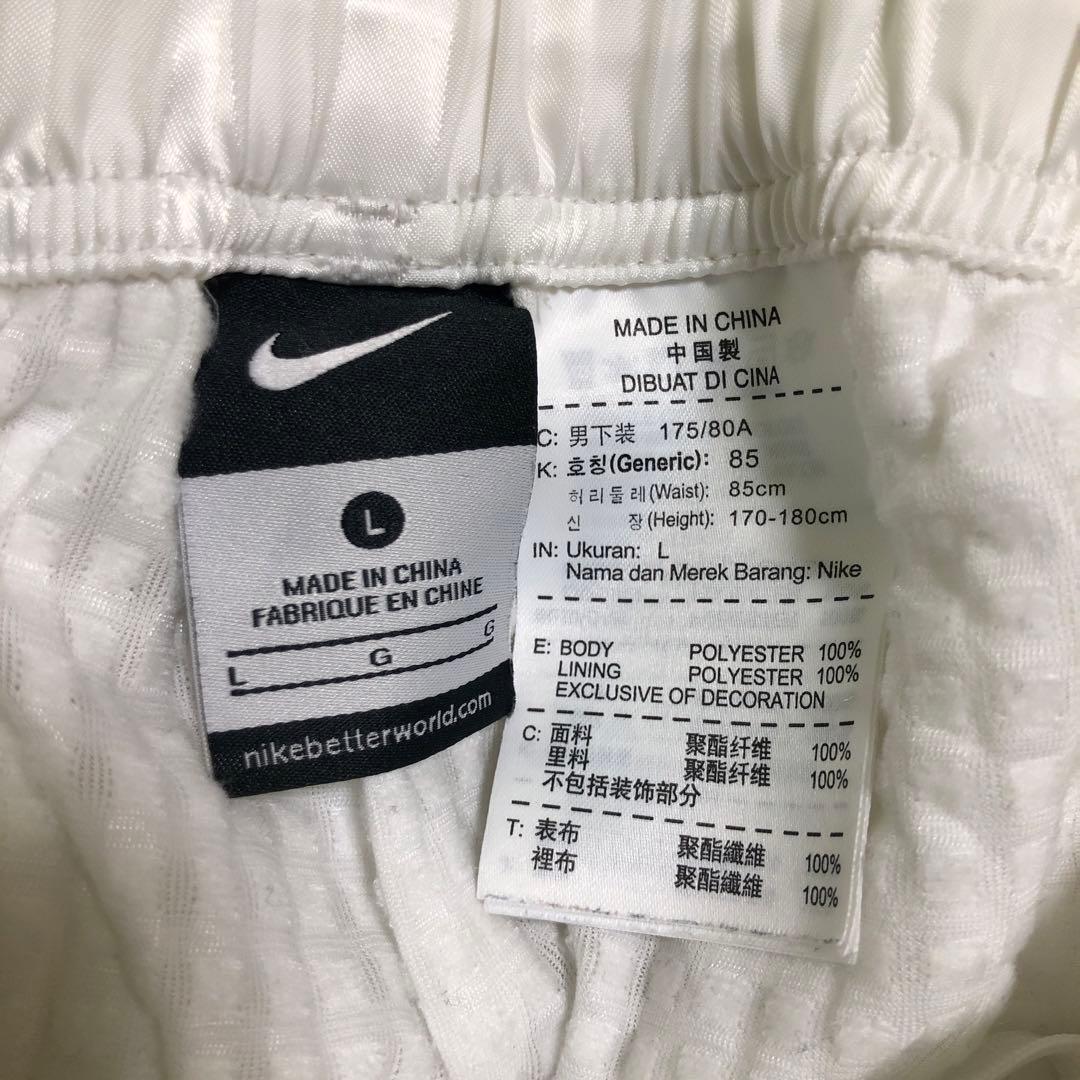 L
MADE IN CHINA
FABRIQUE EN CHINE
L G G
nikebetterworld.com
MADE IN CHINA
中国製
DIBUAT DI CINA
C: 男下装 175/80A
K: 호칭(Generic): 85
허리둘레(Waist): 85cm
신 장(Height): 170-180cm
IN: Ukuran: L
Nama dan Merek Barang: Nike
E: BODY POLYESTER 100%
LINING POLYESTER 100%
EXCLUSIVE OF DECORATION
C: 面料 聚酯纤维 100%
里料 聚酯纤维 100%
不包括装饰部分
T: 表布 聚酯纖維 100%
裡布 聚酯纖維 100%